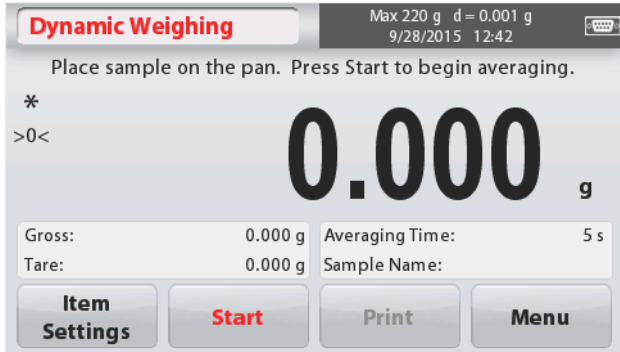 Dynamic Weighing
Max 220 g d = 0.001 g
9/28/2015 12:42
Place sample on the pan. Press Start to begin averaging.
*
>0<
0.000 g
Gross: 0.000 g
Tare: 0.000 g
Averaging Time: 5 s
Sample Name:
Item
Settings
Start
Print
Menu